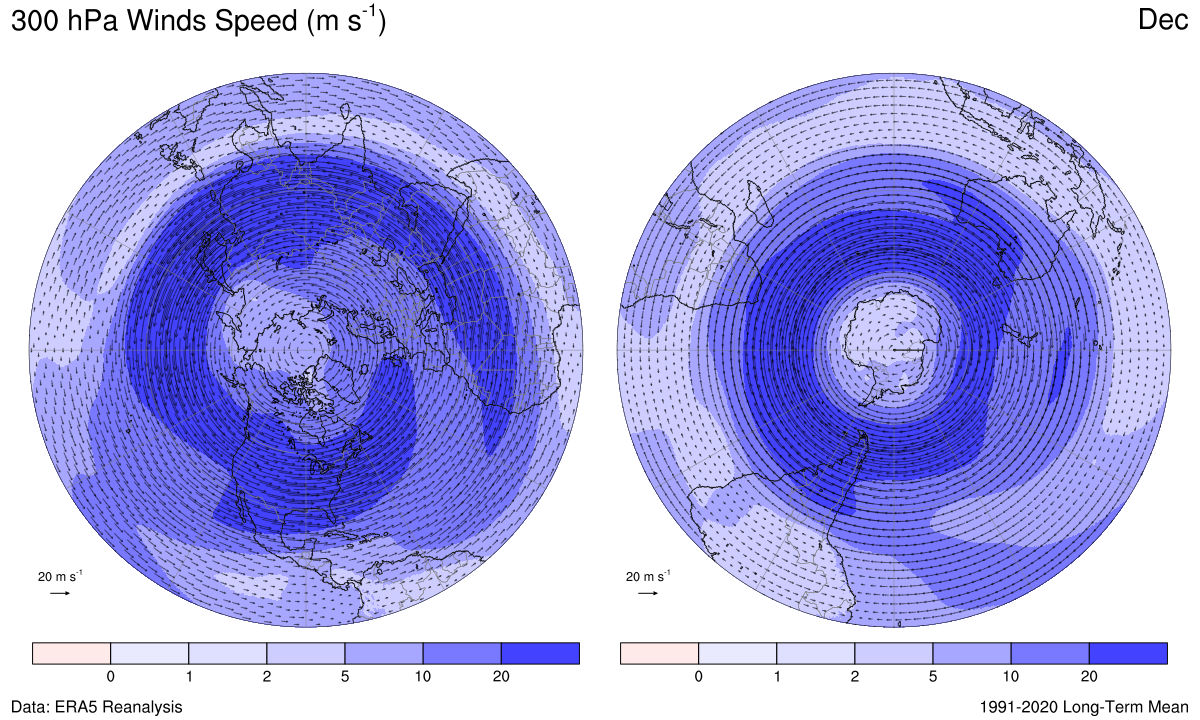 300 hPa Winds Speed (m s⁻¹) Dec
20 m s⁻¹ 20 m s⁻¹
0 1 2 5 10 20 0 1 2 5 10 20
Data: ERA5 Reanalysis 1991-2020 Long-Term Mean